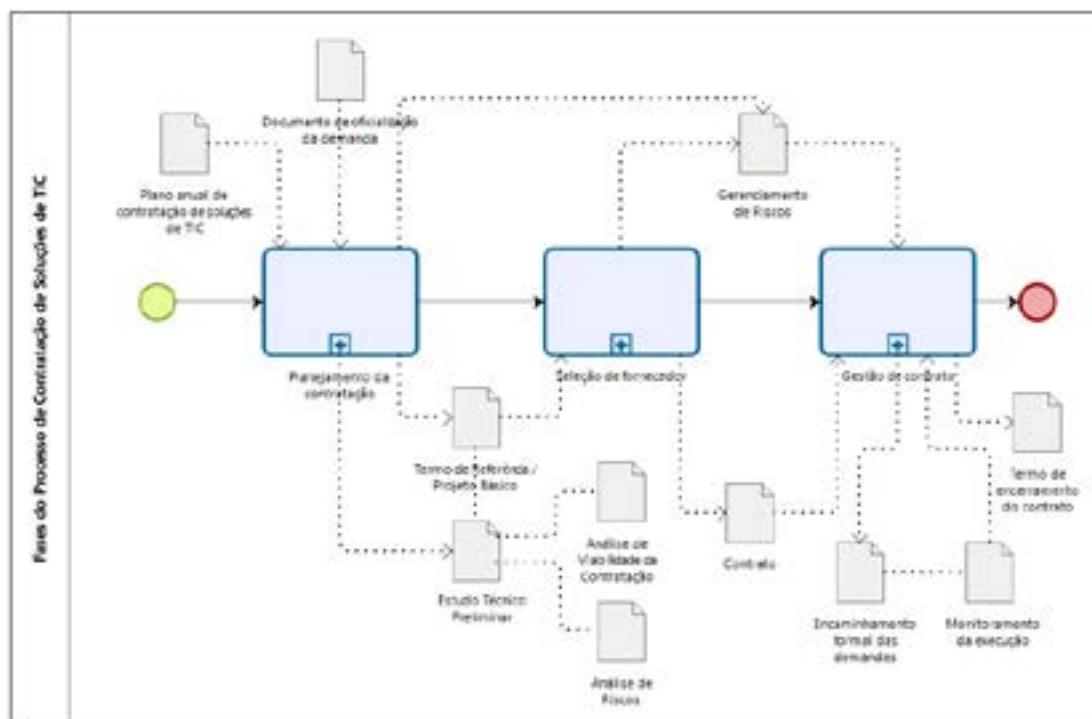 Fases do Processo de Contratação de Soluções de TIC
Documento de oficialização
da demanda
Plano anual de
contratação de soluções
de TIC
Gerenciamento
de Riscos
Planejamento da
contratação
Seleção de fornecedor
Gestão de contrato
Termo de Referência /
Projeto Básico
Termo de
encerramento
do contrato
Análise de
Viabilidade da
Contratação
Contrato
Estudo Técnico
Preliminar
Encaminhamento
formal das
demandas
Monitoramento
da execução
Análise de
Riscos